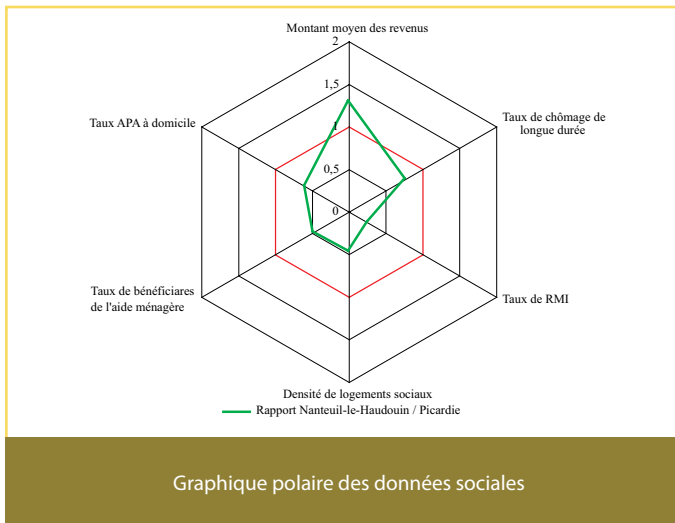 Montant moyen des revenus
2
1,5
1
0,5
0
Taux APA à domicile
Taux de chômage de
longue durée
Taux de bénéficiares
de l'aide ménagère
Taux de RMI
Densité de logements sociaux
Rapport Nanteuil-le-Haudouin / Picardie
Graphique polaire des données sociales